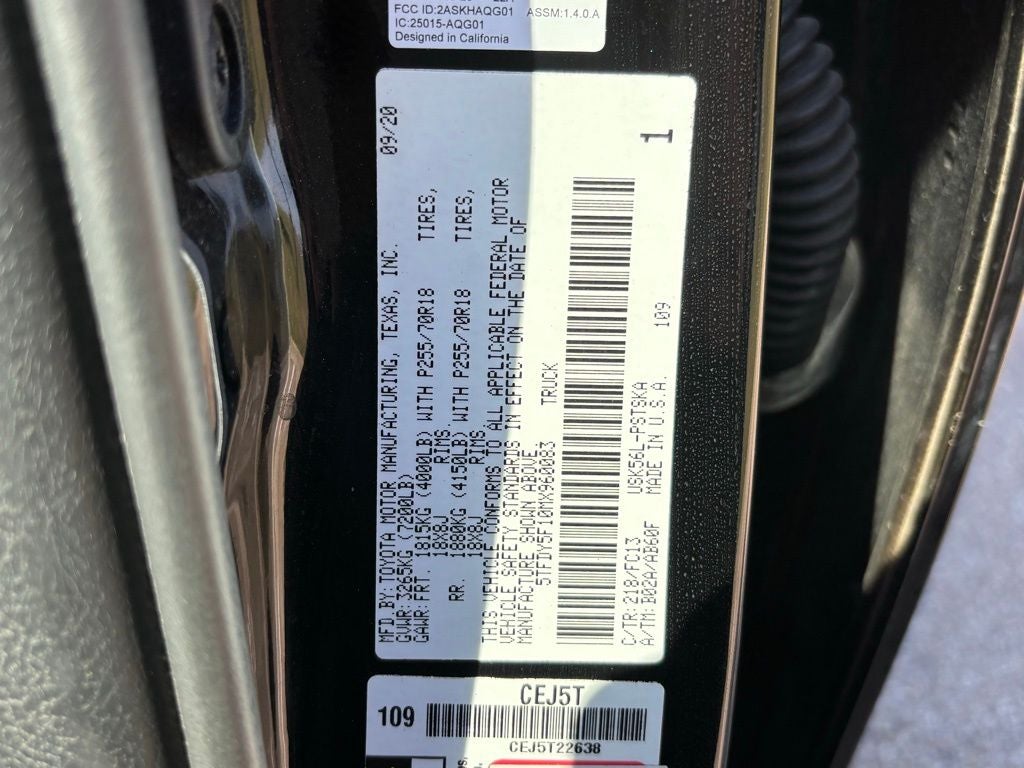 FCC ID:2ASKHAQG01 ASSM:1.4.0.A
IC:25015-AQG01
Designed in California
MFD BY:TOYOTA MOTOR MANUFACTURING, TEXAS, INC. 09/20
GVWR:3265KG (7200LB)
GAWR:FRT. 1815KG (4000LB) WITH P255/70R18 TIRES,
18X8J RIMS
RR. 1880KG (4150LB) WITH P255/70R18 TIRES,
18X8J RIMS
THIS VEHICLE CONFORMS TO ALL APPLICABLE FEDERAL MOTOR
VEHICLE SAFETY STANDARDS IN EFFECT ON THE DATE OF
MANUFACTURE SHOWN ABOVE.
5TFDY5F10MX960083 TRUCK
C/TR:218/FC13 USK56L-PSTSKA 109
A/TM:B02A/AB60F MADE IN U.S.A.
1
CEJ5T
109
CEJ5T22638